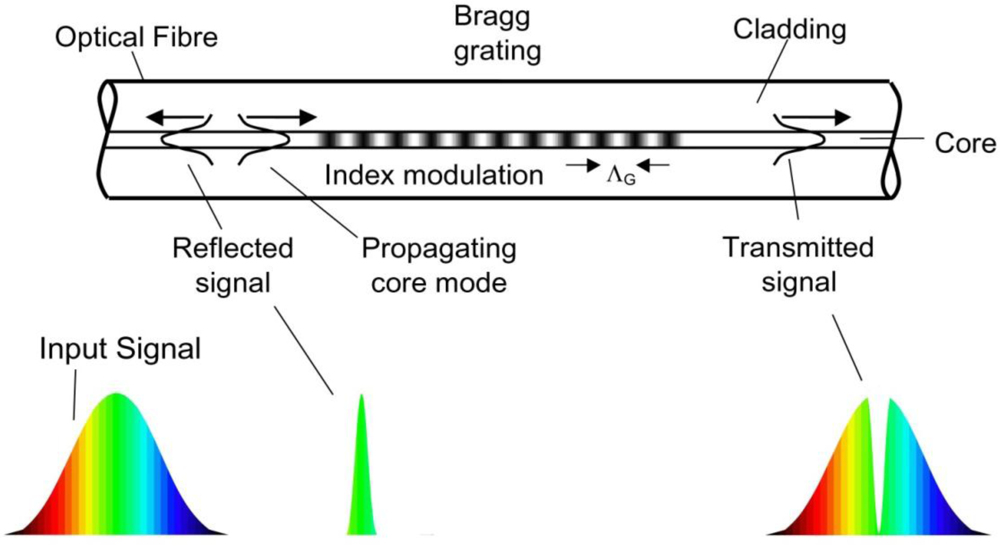 Optical Fibre
Bragg
grating
Cladding
Core
Index modulation
ΛG
Reflected
signal
Propagating
core mode
Transmitted
signal
Input Signal